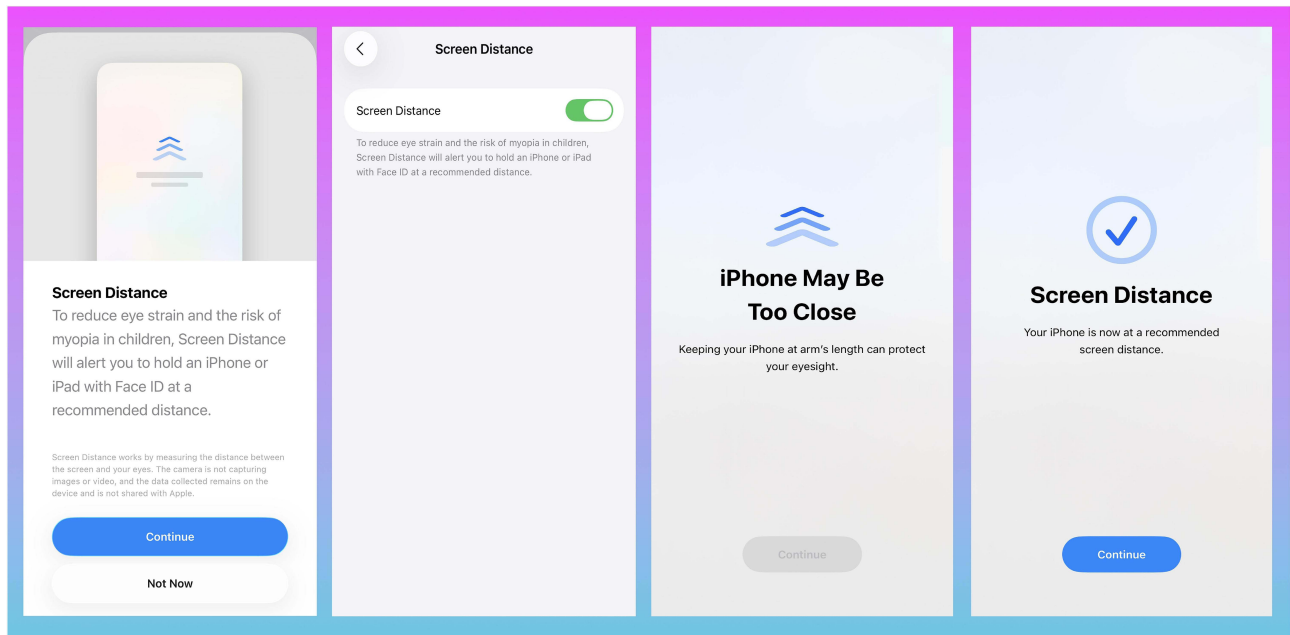 Screen Distance
To reduce eye strain and the risk of
myopia in children, Screen Distance
will alert you to hold an iPhone or
iPad with Face ID at a
recommended distance.
Screen Distance works by measuring the distance between
the screen and your eyes. The camera is not capturing
images or video, and the data collected remains on the
device and is not shared with Apple.
Continue
Not Now
Screen Distance
Screen Distance
To reduce eye strain and the risk of myopia in children,
Screen Distance will alert you to hold an iPhone or iPad
with Face ID at a recommended distance.
iPhone May Be
Too Close
Keeping your iPhone at arm's length can protect
your eyesight.
Continue
Screen Distance
Your iPhone is now at a recommended
screen distance.
Continue